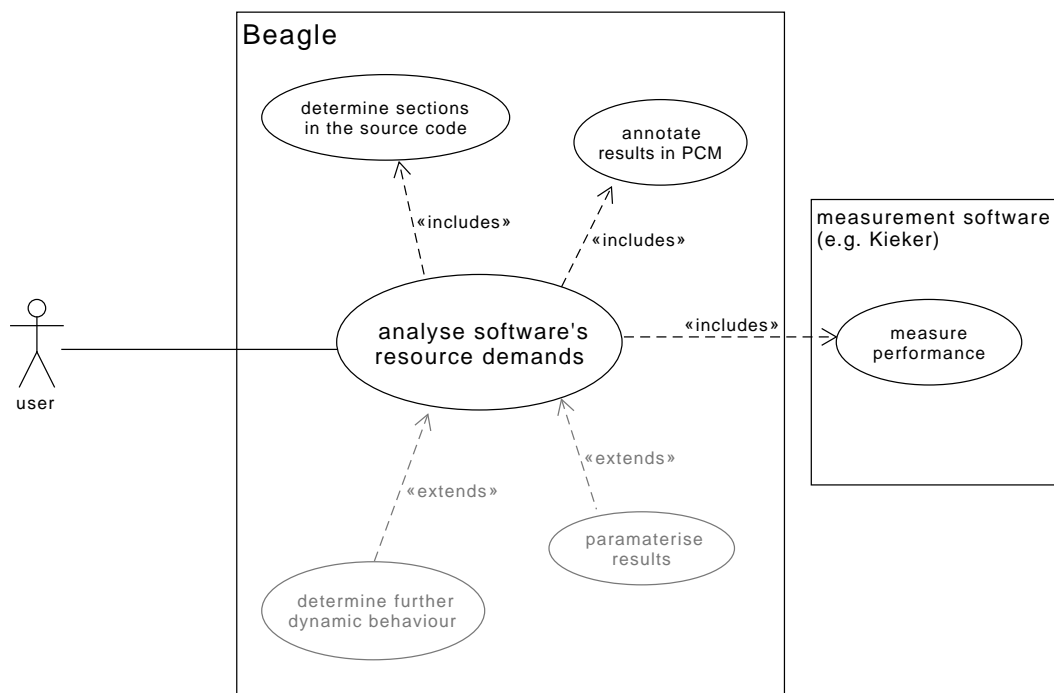 Beagle
determine sections
in the source code
annotate
results in PCM
«includes»
«includes»
measurement software
(e.g. Kieker)
analyse software's
resource demands
«includes»
measure
performance
user
«extends»
«extends»
paramaterise
results
determine further
dynamic behaviour